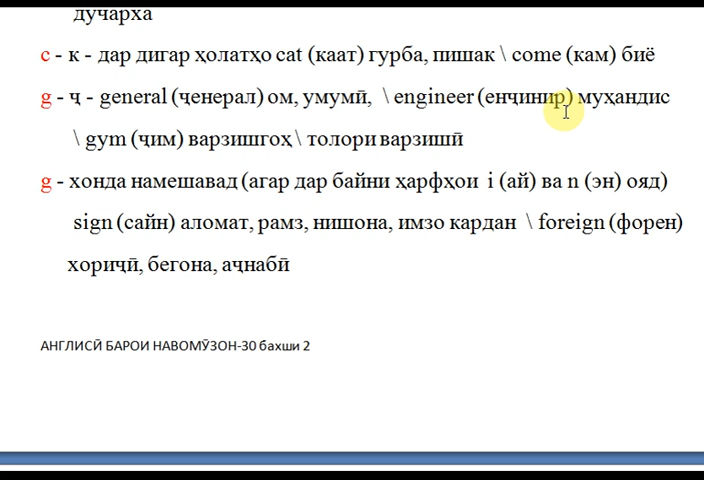 дучарха
c - к - дар дигар ҳолатҳо cat (каат) гурба, пишак \ come (кам) биё
g - ҷ - general (ҷенерал) ом, умумӣ, \ engineer (енҷинир) муҳандис
\ gym (ҷим) варзишгоҳ \ толори варзишӣ
g - хонда намешавад (агар дар байни ҳарфҳои i (ай) ва n (эн) ояд)
sign (сайн) аломат, рамз, нишона, имзо кардан \ foreign (форен)
хориҷӣ, бегона, аҷнабӣ
АНГЛИСӢ БАРОИ НАВОМӮЗОН-30 бахши 2